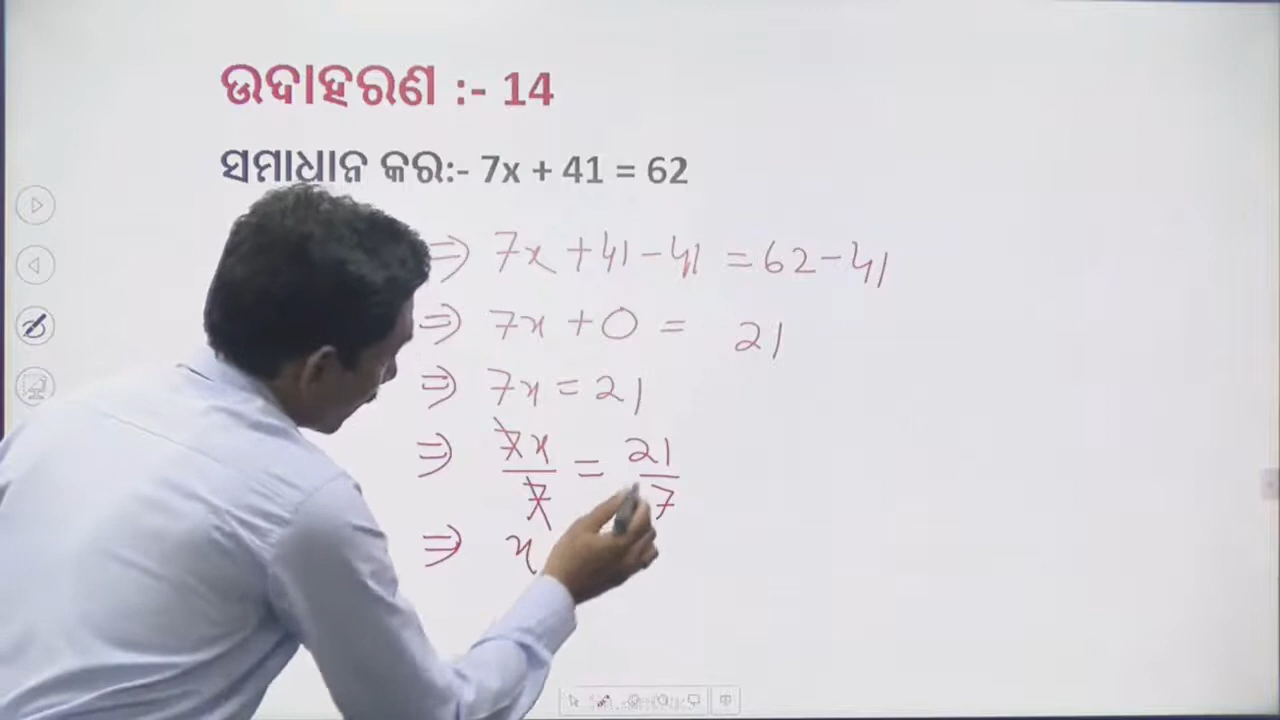 ଉଦାହରଣ :- 14
ସମାଧାନ କର:- 7x + 41 = 62
⇒ 7x + 41 - 41 = 62 - 41
⇒ 7x + 0 = 21
⇒ 7x = 21
⇒ 7x/7 = 21/7
⇒ x